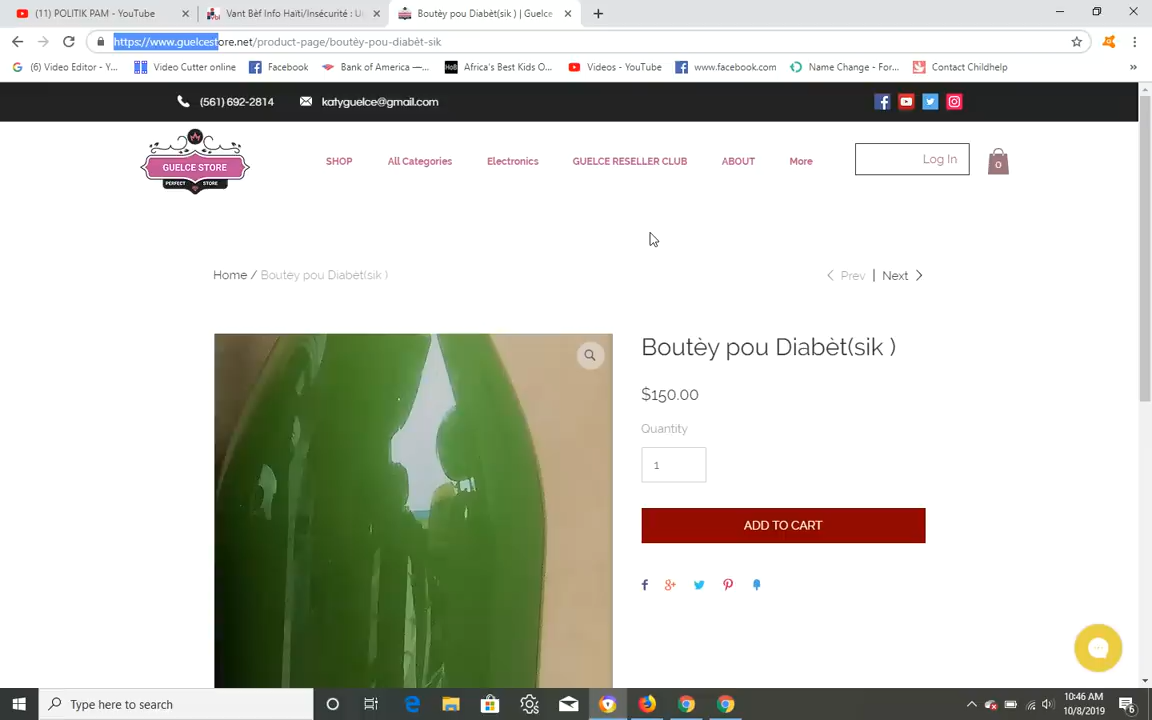 (11) POLITIK PAM - YouTube
Vant Bèf Info Haïti/Insécurité : U
Boutèy pou Diabèt(sik ) | Guelce
https://www.guelcestore.net/product-page/boutèy-pou-diabèt-sik
(6) Video Editor - Y...
Video Cutter online
Facebook
Bank of America —...
Africa's Best Kids O...
Videos - YouTube
www.facebook.com
Name Change - For...
Contact Childhelp
(561) 692-2814
katyguelce@gmail.com
GUELCE STORE
PERFECT STORE
SHOP
All Categories
Electronics
GUELCE RESELLER CLUB
ABOUT
More
Log In
0
Home / Boutèy pou Diabèt(sik )
Prev | Next
Boutèy pou Diabèt(sik )
$150.00
Quantity
1
ADD TO CART
Type here to search
10:46 AM
10/8/2019
6